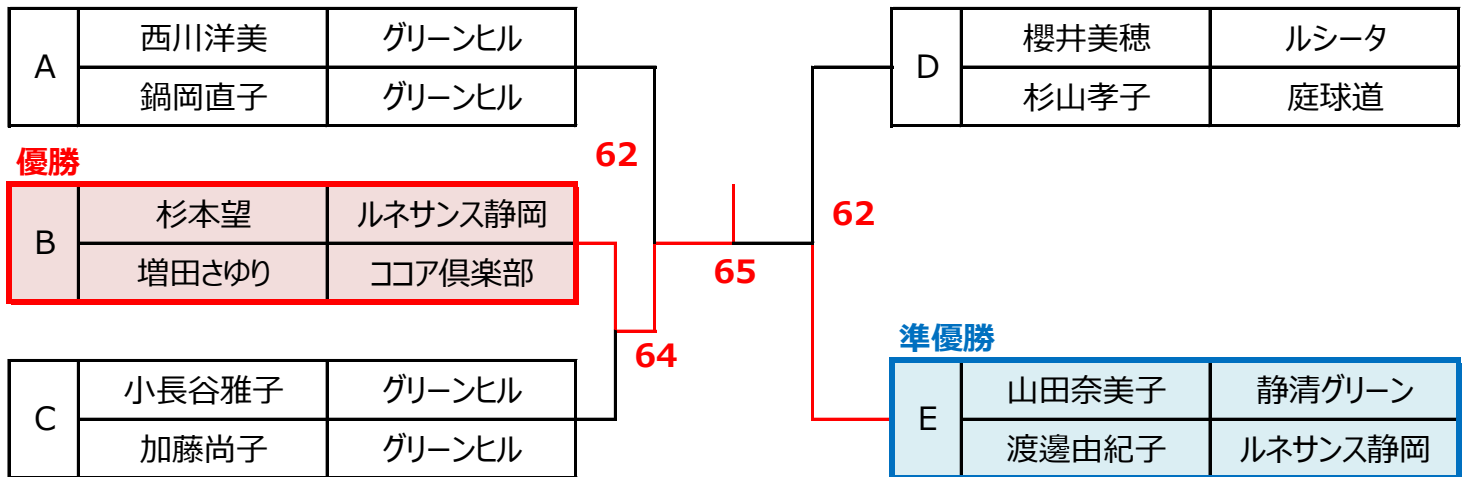 A 西川洋美 グリーンヒル
鍋岡直子 グリーンヒル
優勝
B 杉本望 ルネサンス静岡
増田さゆり ココア倶楽部
C 小長谷雅子 グリーンヒル
加藤尚子 グリーンヒル
62
64
65
62
D 櫻井美穂 ルシータ
杉山孝子 庭球道
準優勝
E 山田奈美子 静清グリーン
渡邊由紀子 ルネサンス静岡